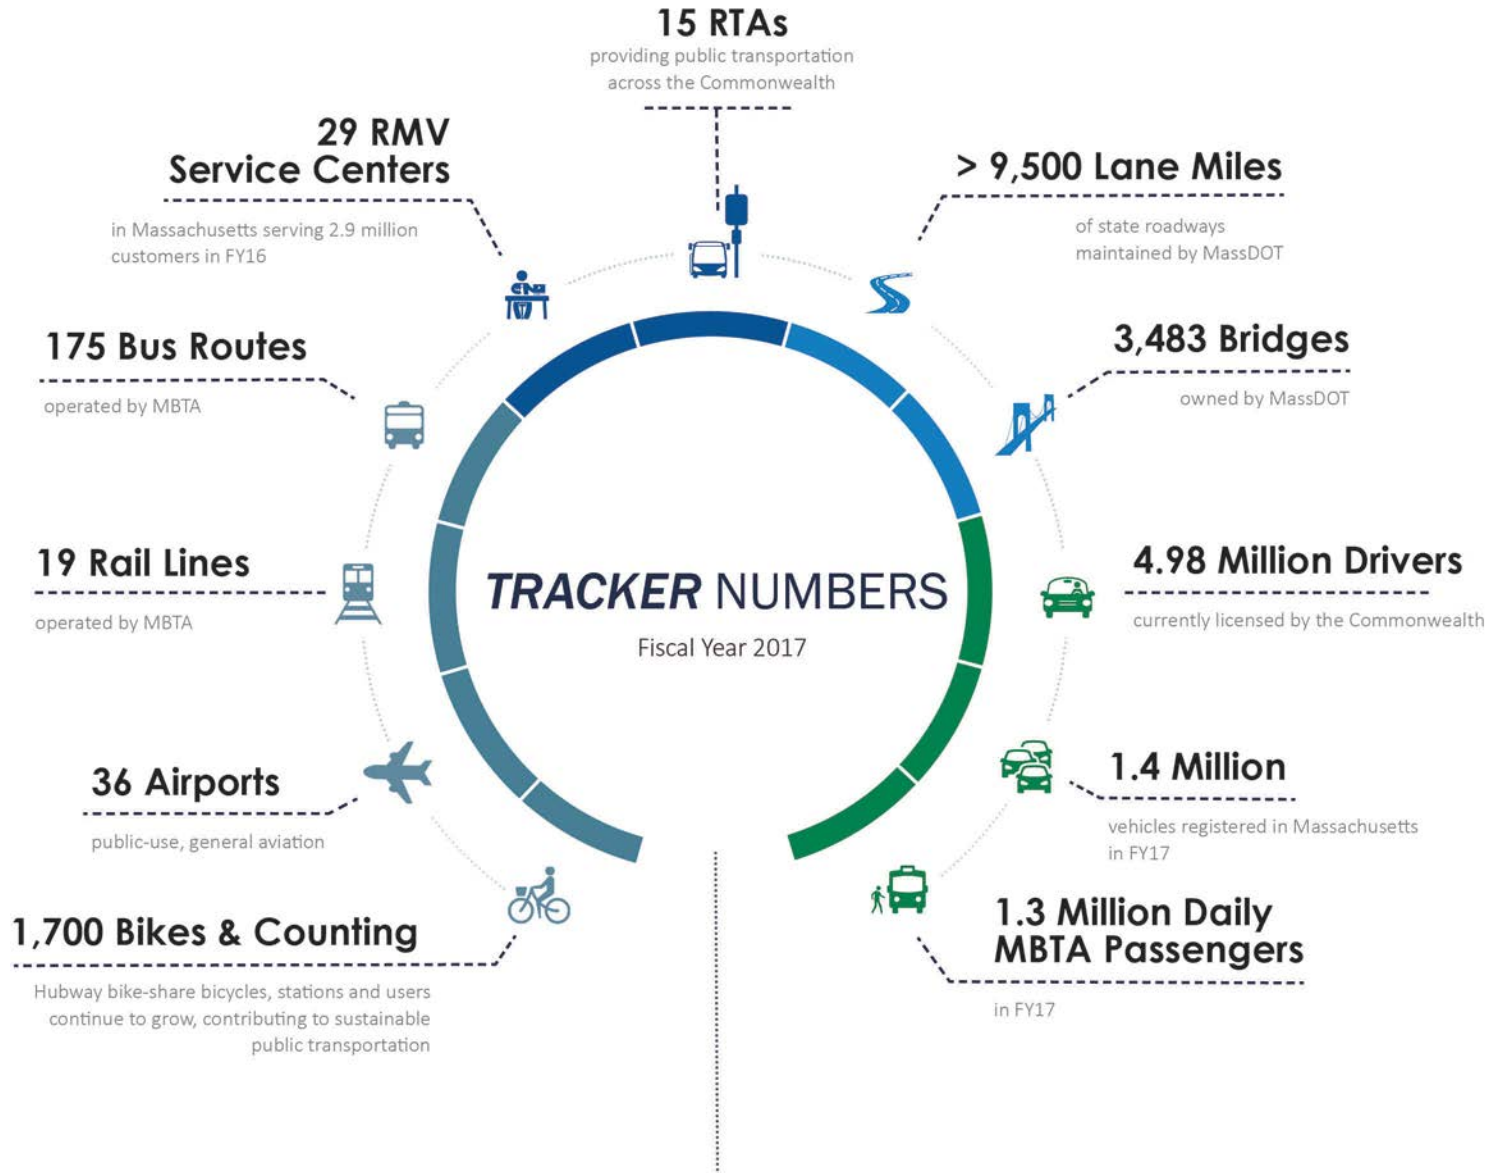 15 RTAs
providing public transportation
across the Commonwealth
29 RMV
Service Centers
in Massachusetts serving 2.9 million
customers in FY16
> 9,500 Lane Miles
of state roadways
maintained by MassDOT
175 Bus Routes
operated by MBTA
3,483 Bridges
owned by MassDOT
19 Rail Lines
operated by MBTA
TRACKER NUMBERS
Fiscal Year 2017
4.98 Million Drivers
currently licensed by the Commonwealth
36 Airports
public-use, general aviation
1.4 Million
vehicles registered in Massachusetts
in FY17
1,700 Bikes & Counting
Hubway bike-share bicycles, stations and users
continue to grow, contributing to sustainable
public transportation
1.3 Million Daily
MBTA Passengers
in FY17